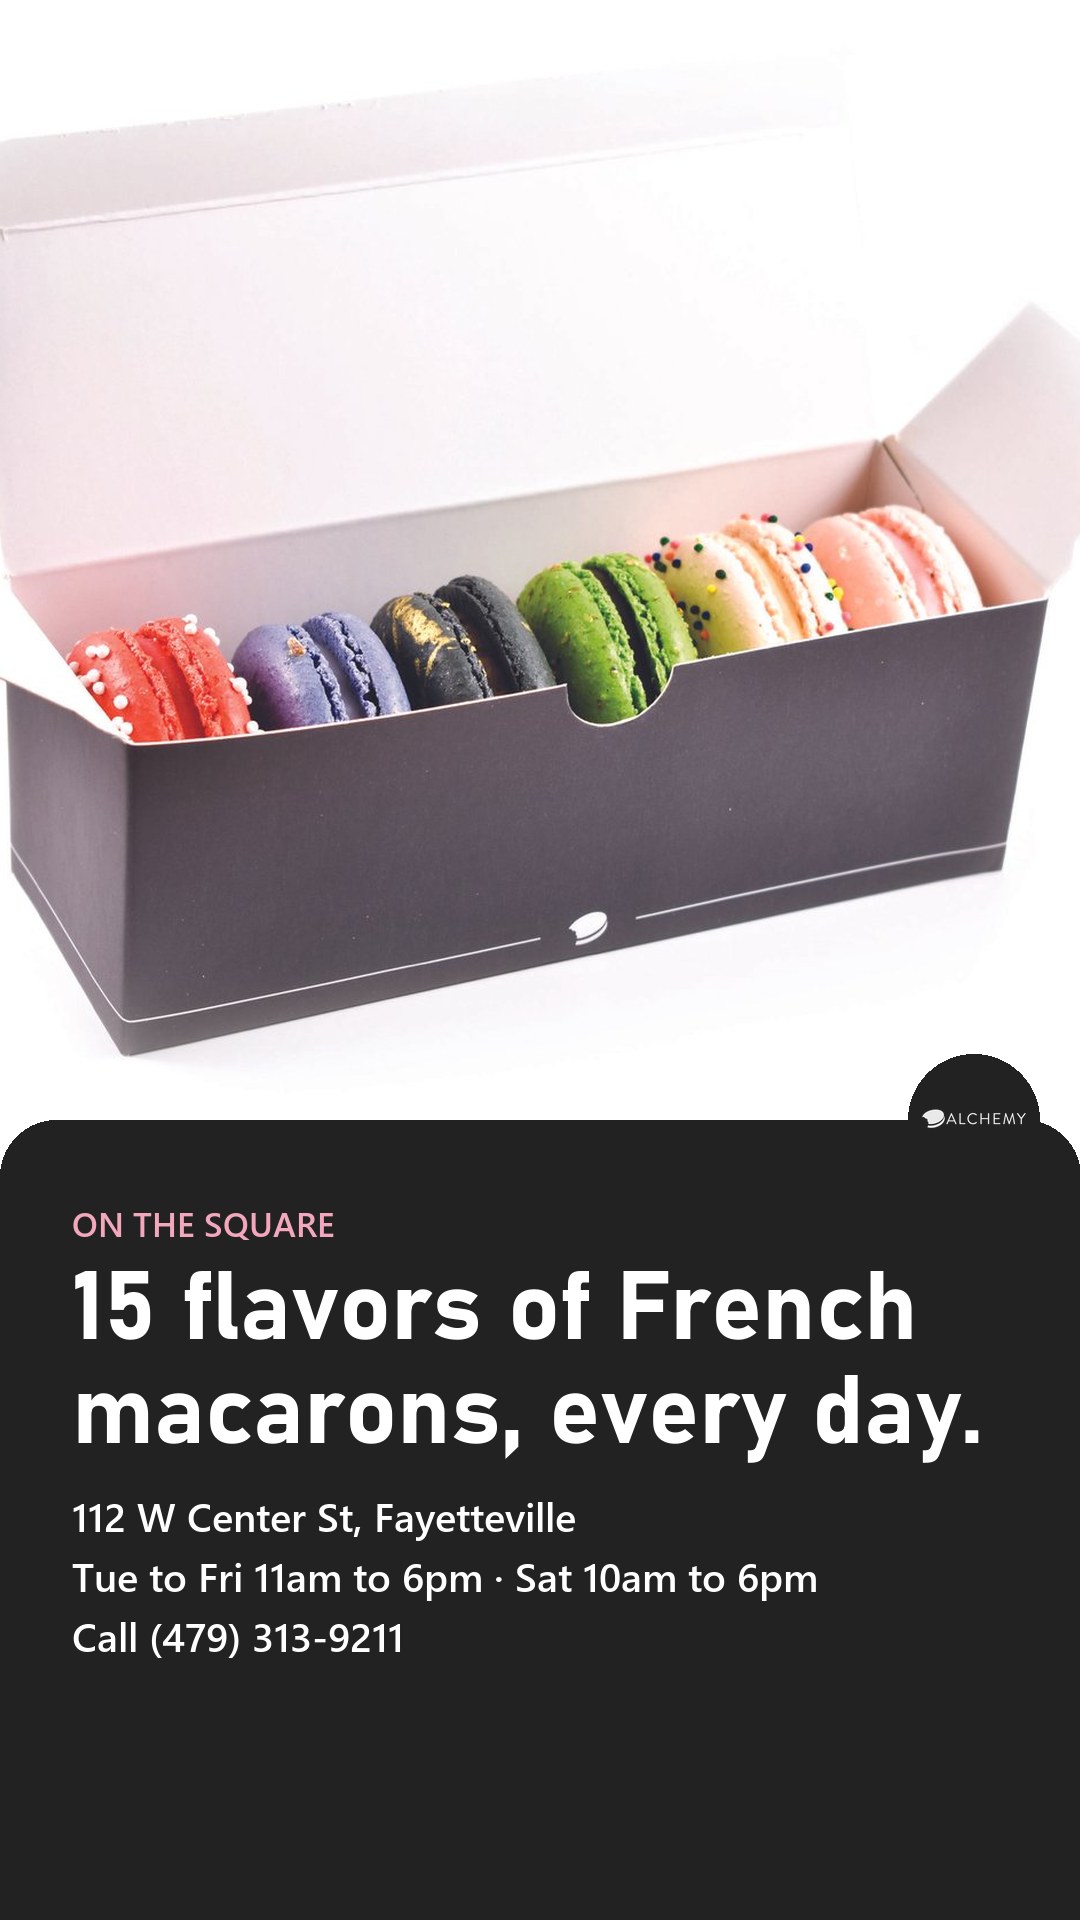 ALCHEMY
ON THE SQUARE
15 flavors of French
macarons, every day.
112 W Center St, Fayetteville
Tue to Fri 11am to 6pm · Sat 10am to 6pm
Call (479) 313-9211